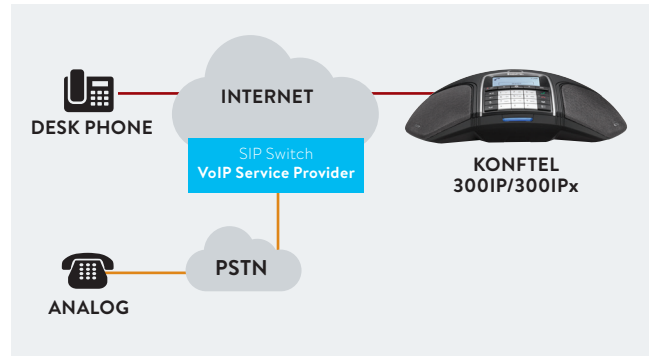 INTERNET
DESK PHONE
SIP Switch
VoIP Service Provider
KONFTEL
300IP/300IPx
PSTN
ANALOG